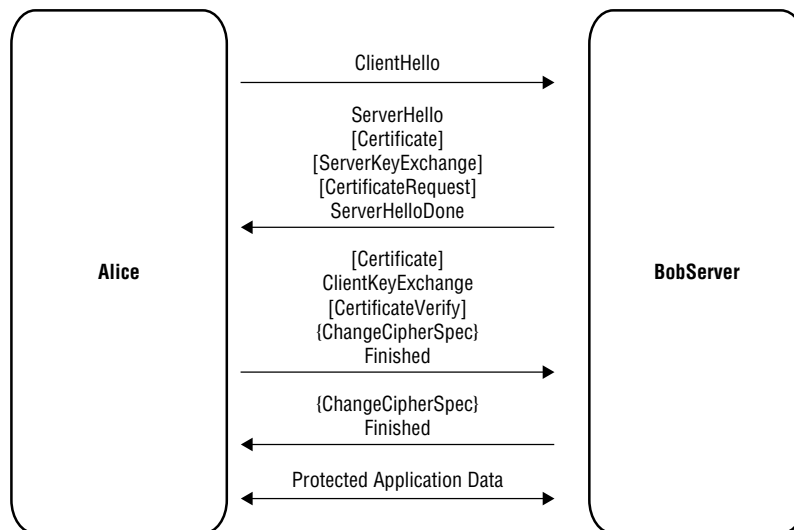 ClientHello
ServerHello
[Certificate]
[ServerKeyExchange]
[CertificateRequest]
ServerHelloDone
Alice
BobServer
[Certificate]
ClientKeyExchange
[CertificateVerify]
{ChangeCipherSpec}
Finished
{ChangeCipherSpec}
Finished
Protected Application Data